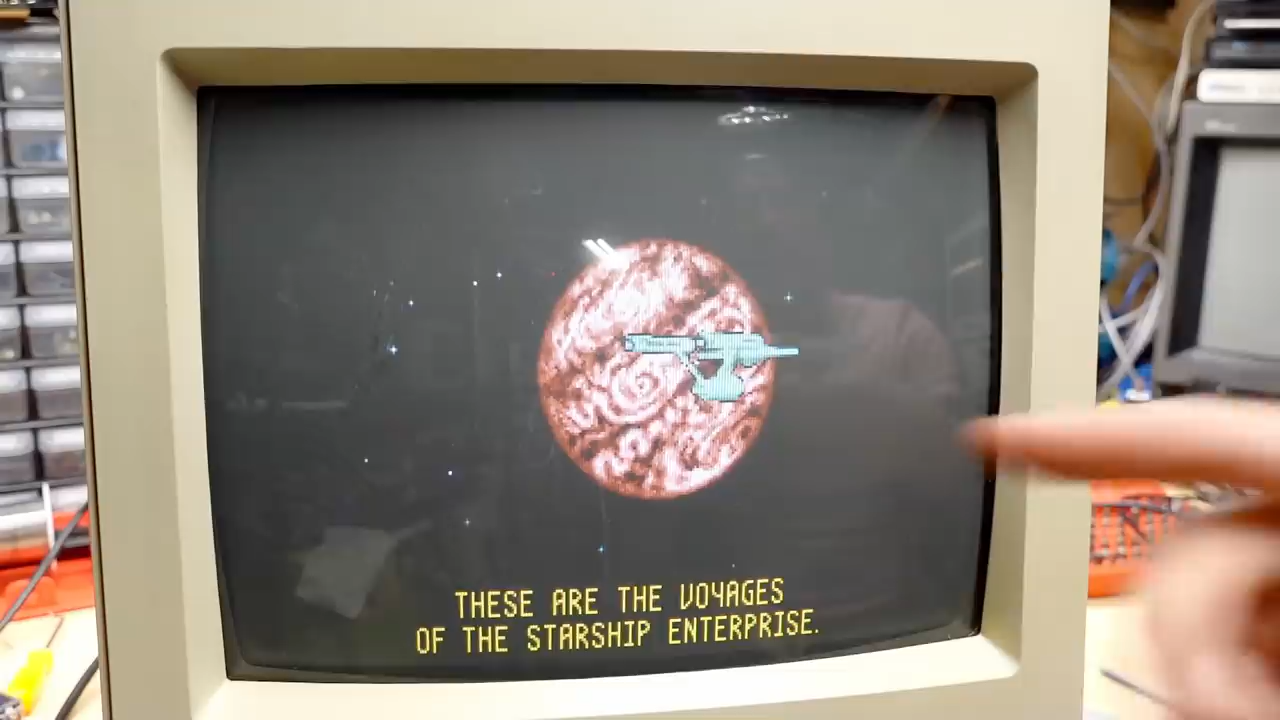 THESE ARE THE VOYAGES
OF THE STARSHIP ENTERPRISE.